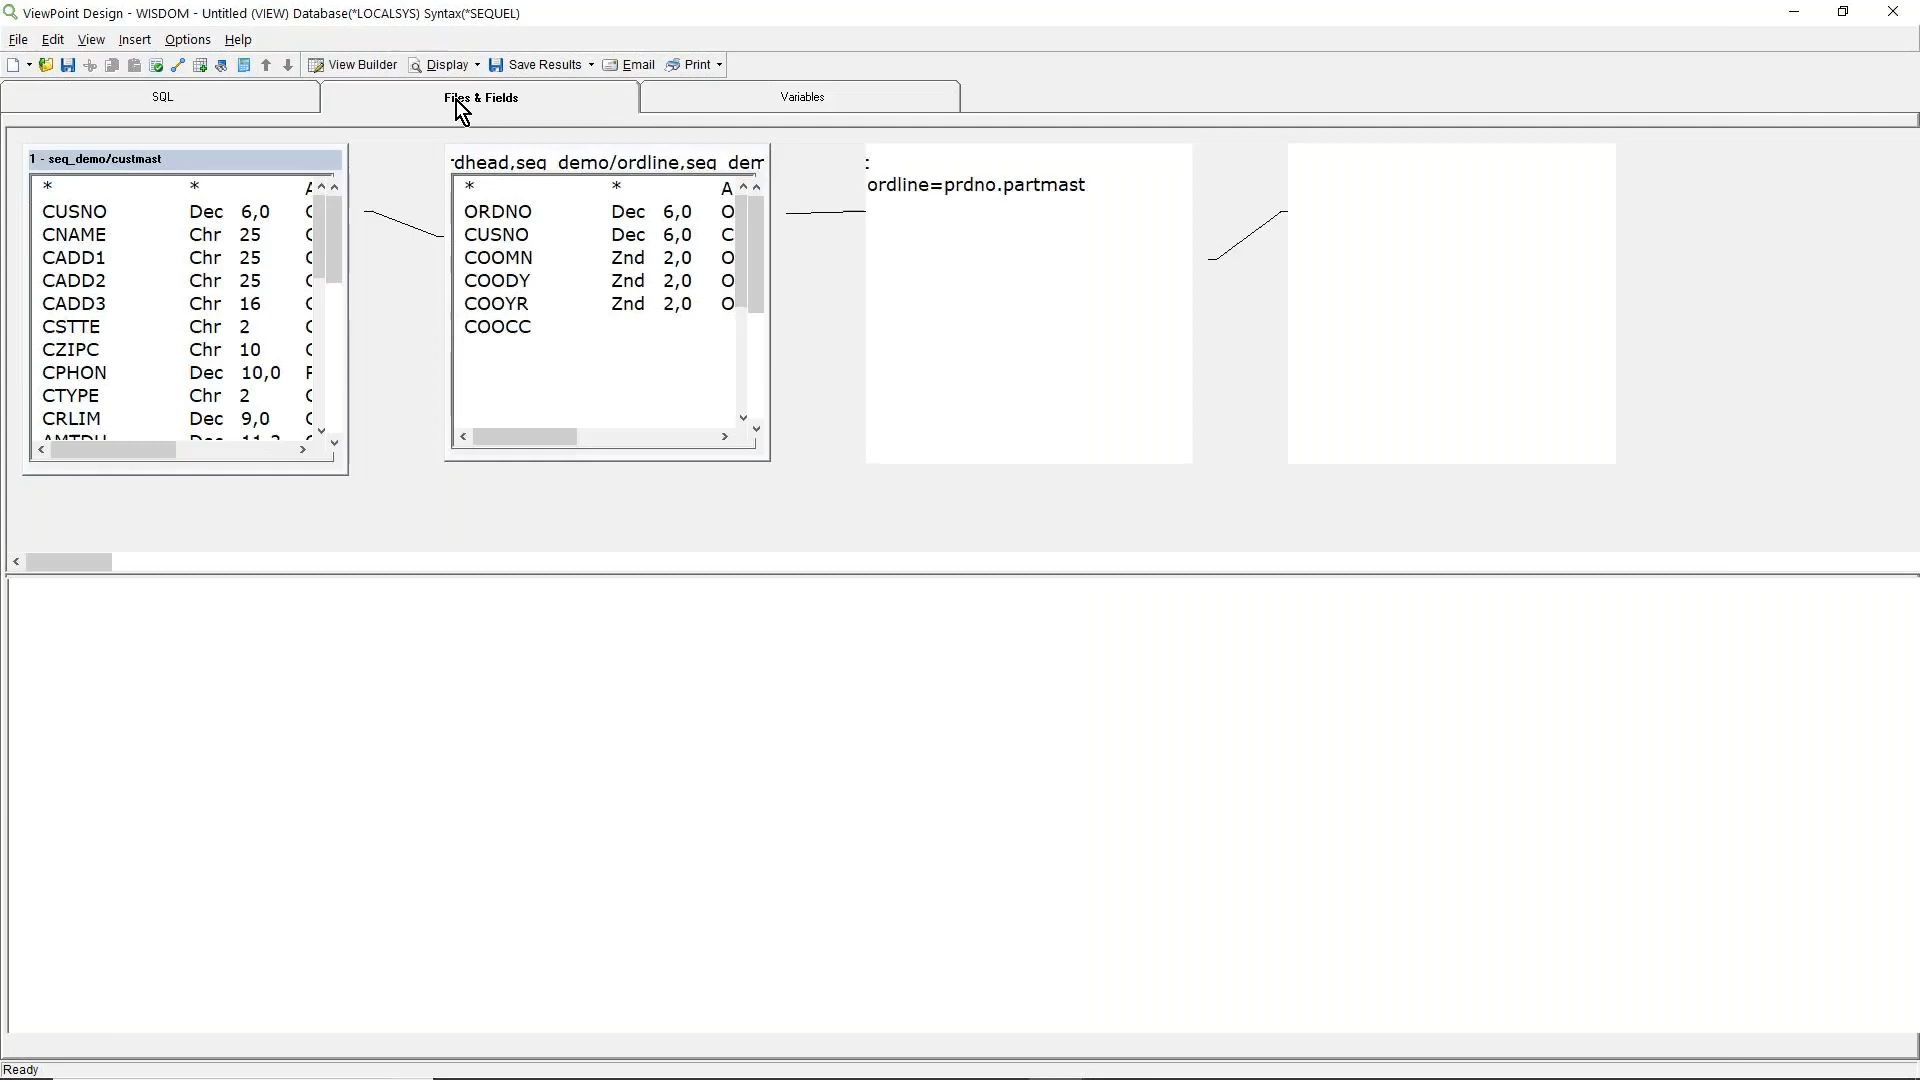 ViewPoint Design - WISDOM - Untitled (VIEW) Database(*LOCALSYS) Syntax(*SEQUEL)
File Edit View Insert Options Help
View Builder Display Save Results Email Print
SQL Files & Fields Variables
1 - seq_demo/custmast
* * A
CUSNO Dec 6,0
CNAME Chr 25
CADD1 Chr 25
CADD2 Chr 25
CADD3 Chr 16
CSTTE Chr 2
CZIPC Chr 10
CPHON Dec 10,0
CTYPE Chr 2
CRLIM Dec 9,0
rdhead,seq_demo/ordline,seq_dem
* * A
ORDNO Dec 6,0 O
CUSNO Dec 6,0 C
COOMN Znd 2,0 O
COODY Znd 2,0 O
COOYR Znd 2,0 O
COOCC
ordline=prdno.partmast
Ready